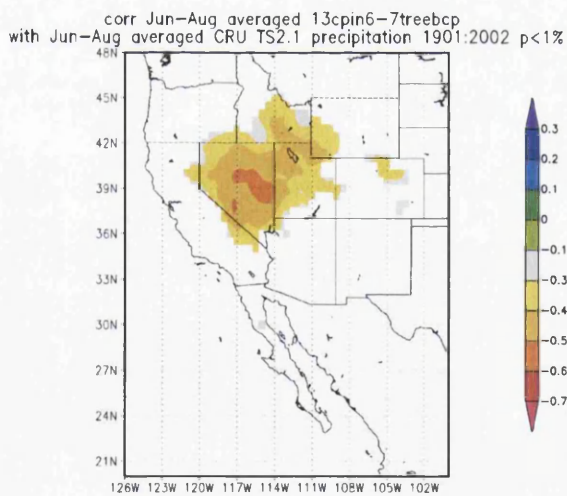 corr Jun-Aug averaged 13cpin6-7treebcp
with Jun-Aug averaged CRU TS2.1 precipitation 1901:2002 p<1%
48N
45N
42N
39N
36N
33N
30N
27N
24N
21N
126W 123W 120W 117W 114W 111W 108W 105W 102W
0.3
0.2
0.1
0
-0.1
-0.3
-0.4
-0.5
-0.6
-0.7